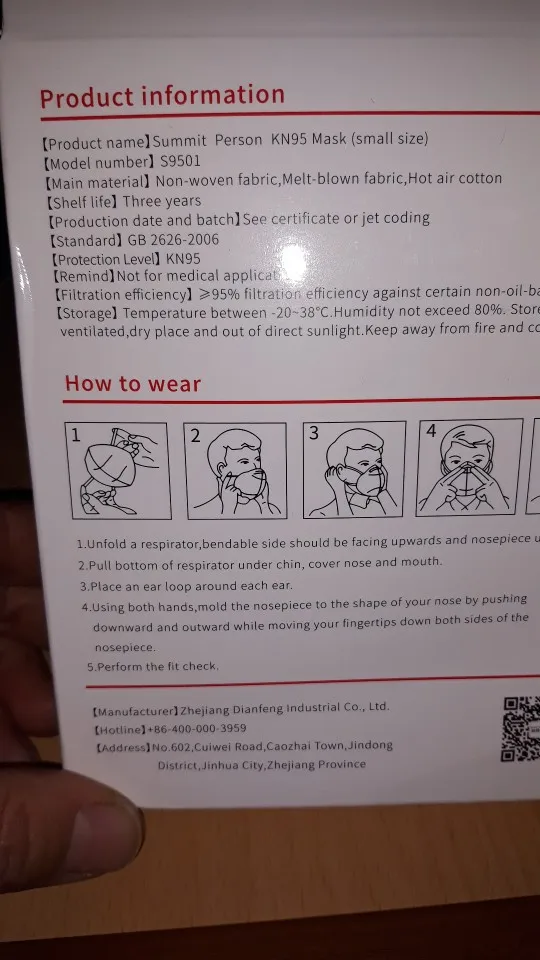 Product information
【Product name】Summit Person KN95 Mask (small size)
【Model number】 S9501
【Main material】 Non-woven fabric,Melt-blown fabric,Hot air cotton
【Shelf life】 Three years
【Production date and batch】See certificate or jet coding
【Standard】 GB 2626-2006
【Protection Level】 KN95
【Remind】Not for medical
【Filtration efficiency】 ≥95% filtration efficiency against certain
【Storage】 Temperature between -20~38℃.Humidity not exceed 80%. Store
ventilated,dry place and out of direct sunlight.Keep away from fire and
How to wear
1
2
3
4
1.Unfold a respirator,bendable side should be facing upwards and nosepiece
2.Pull bottom of respirator under chin, cover nose and mouth.
3.Place an ear loop around each ear.
4.Using both hands,mold the nosepiece to the shape of your nose by pushing
downward and outward while moving your fingertips down both sides of the
nosepiece.
5.Perform the fit check.
【Manufacturer】Zhejiang Dianfeng Industrial Co., Ltd.
【Hotline】+86-400-000-3959
【Address】No.602,Cuiwei Road,Caozhai Town,Jindong
District,Jinhua City,Zhejiang Province